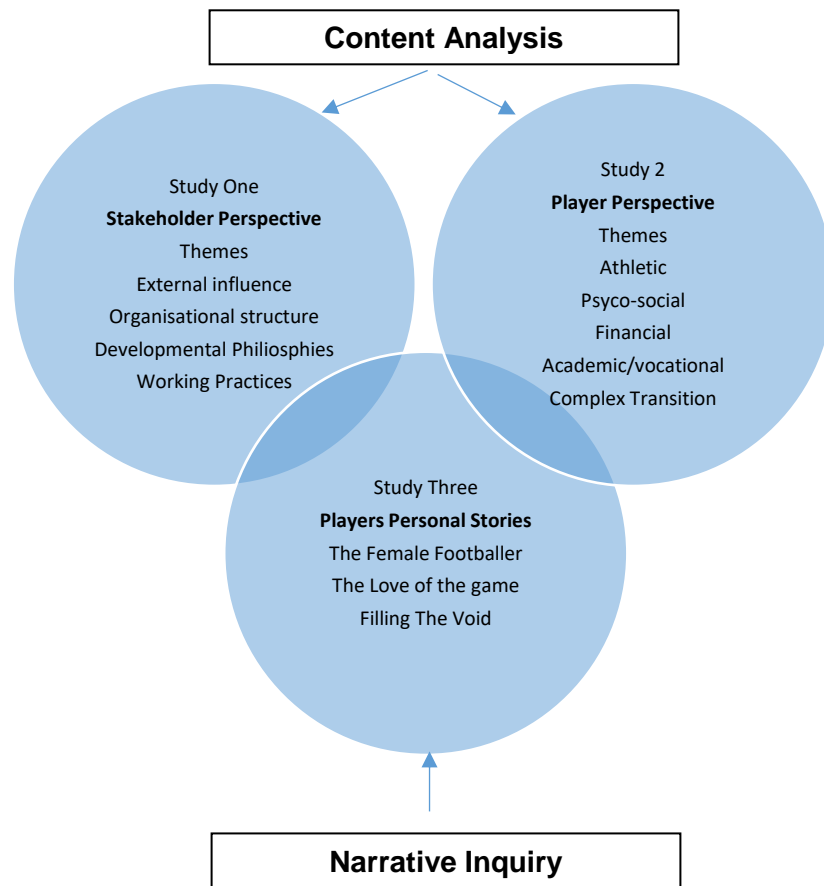 Content Analysis
Study One
Stakeholder Perspective
Themes
External influence
Organisational structure
Developmental Philiosphies
Working Practices
Study 2
Player Perspective
Themes
Athletic
Psyco-social
Financial
Academic/vocational
Complex Transition
Study Three
Players Personal Stories
The Female Footballer
The Love of the game
Filling The Void
Narrative Inquiry